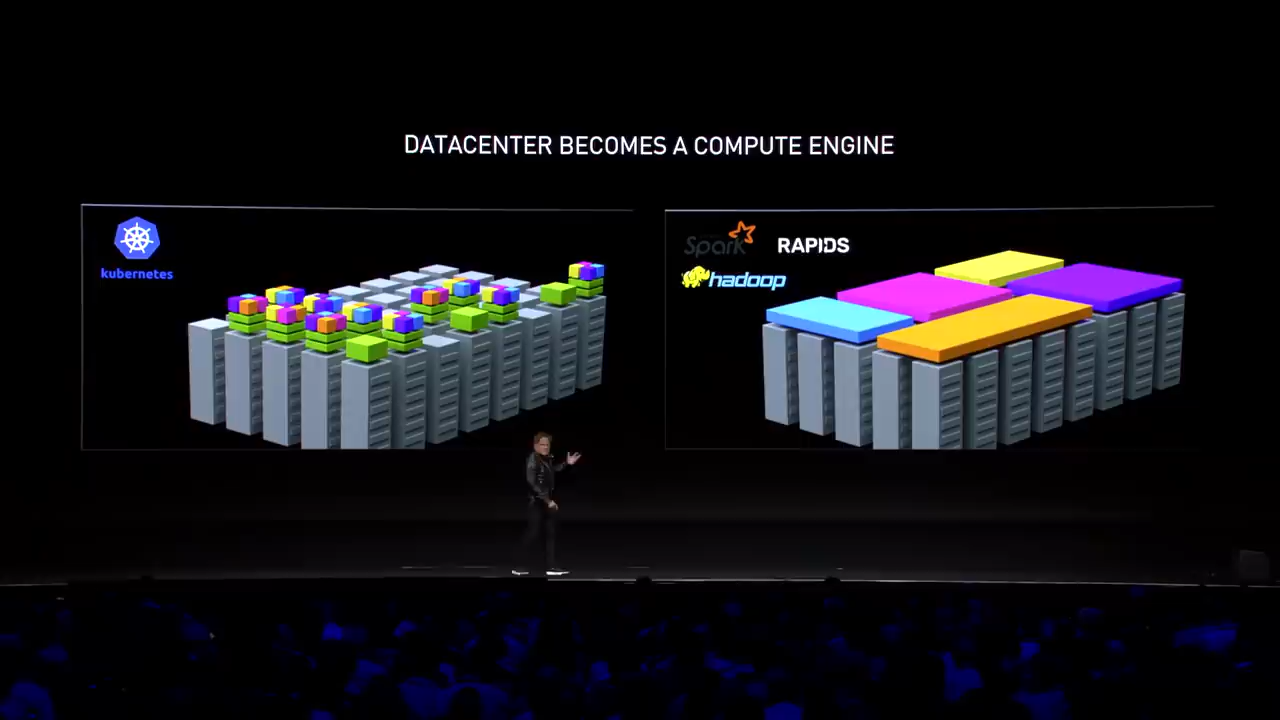 DATACENTER BECOMES A COMPUTE ENGINE
kubernetes
Spark
RAPIDS
hadoop